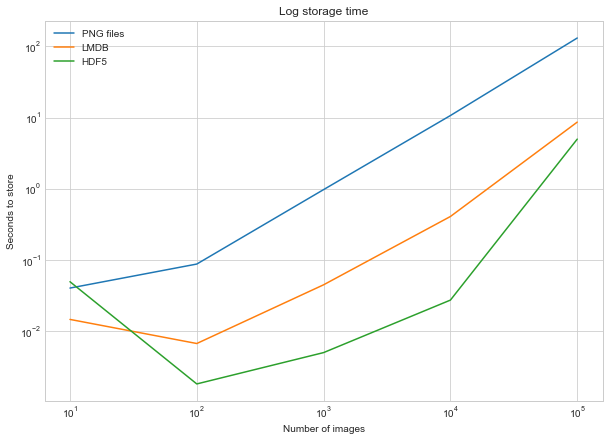 Log storage time
PNG files
LMDB
HDF5
Seconds to store
10²
10¹
10⁰
10⁻¹
10⁻²
10¹ 10² 10³ 10⁴ 10⁵
Number of images